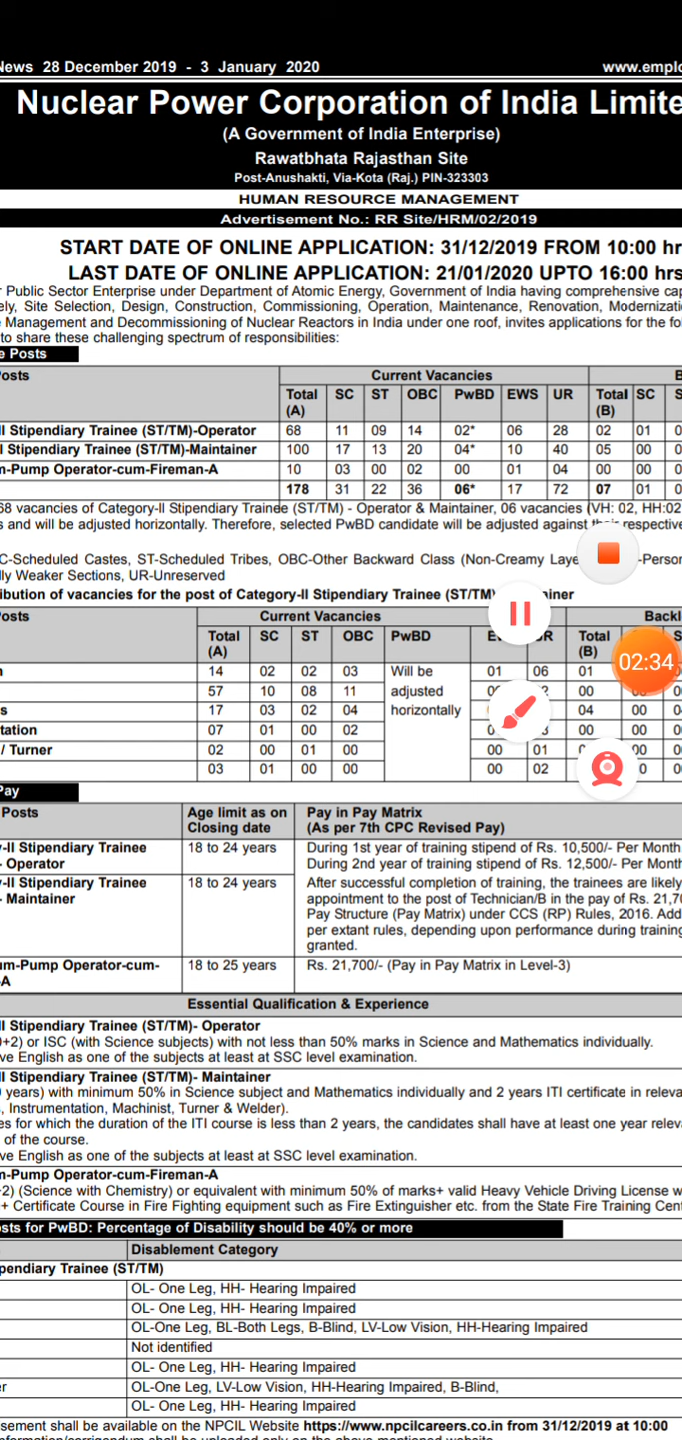 News 28 December 2019 - 3 January 2020 www.emplo
Nuclear Power Corporation of India Limite
(A Government of India Enterprise)
Rawatbhata Rajasthan Site
Post-Anushakti, Via-Kota (Raj.) PIN-323303
HUMAN RESOURCE MANAGEMENT
Advertisement No.: RR Site/HRM/02/2019
START DATE OF ONLINE APPLICATION: 31/12/2019 FROM 10:00 hr
LAST DATE OF ONLINE APPLICATION: 21/01/2020 UPTO 16:00 hrs
r Public Sector Enterprise under Department of Atomic Energy, Government of India having comprehensive cap
ely, Site Selection, Design, Construction, Commissioning, Operation, Maintenance, Renovation, Modernizati
e Management and Decommissioning of Nuclear Reactors in India under one roof, invites applications for the fo
to share these challenging spectrum of responsibilities:
e Posts
Posts Current Vacancies B
Total (A) SC ST OBC PwBD EWS UR Total (B) SC S
II Stipendiary Trainee (ST/TM)-Operator 68 11 09 14 02* 06 28 02 01 0
I Stipendiary Trainee (ST/TM)-Maintainer 100 17 13 20 04* 10 40 05 00 0
m-Pump Operator-cum-Fireman-A 10 03 00 02 00 01 04 00 00 0
178 31 22 36 06* 17 72 07 01 0
68 vacancies of Category-II Stipendiary Trainee (ST/TM) - Operator & Maintainer, 06 vacancies (VH: 02, HH:02
s and will be adjusted horizontally. Therefore, selected PwBD candidate will be adjusted against their respective
C-Scheduled Castes, ST-Scheduled Tribes, OBC-Other Backward Class (Non-Creamy Laye -Person
lly Weaker Sections, UR-Unreserved
ibution of vacancies for the post of Category-II Stipendiary Trainee (ST/TM) ainer
Posts Current Vacancies Backl
Total (A) SC ST OBC PwBD E UR Total (B)
n 14 02 02 03 Will be 01 06 01
57 10 08 11 adjusted 00
s 17 03 02 04 horizontally 04 00 0
tation 07 01 00 02 00 00 0
/ Turner 02 00 01 00 00 01 00 0
03 01 00 00 00 02 0 0
02:34
Pay
Posts Age limit as on Pay in Pay Matrix
Closing date (As per 7th CPC Revised Pay)
y-II Stipendiary Trainee 18 to 24 years During 1st year of training stipend of Rs. 10,500/- Per Month
- Operator During 2nd year of training stipend of Rs. 12,500/- Per Month
y-II Stipendiary Trainee 18 to 24 years After successful completion of training, the trainees are likely
- Maintainer appointment to the post of Technician/B in the pay of Rs. 21,70
Pay Structure (Pay Matrix) under CCS (RP) Rules, 2016. Add
per extant rules, depending upon performance during training
granted.
um-Pump Operator-cum- 18 to 25 years Rs. 21,700/- (Pay in Pay Matrix in Level-3)
-A
Essential Qualification & Experience
II Stipendiary Trainee (ST/TM)- Operator
0+2) or ISC (with Science subjects) with not less than 50% marks in Science and Mathematics individually.
ve English as one of the subjects at least at SSC level examination.
II Stipendiary Trainee (ST/TM)- Maintainer
0 years) with minimum 50% in Science subject and Mathematics individually and 2 years ITI certificate in releva
s, Instrumentation, Machinist, Turner & Welder).
es for which the duration of the ITI course is less than 2 years, the candidates shall have at least one year relev
of the course.
ve English as one of the subjects at least at SSC level examination.
m-Pump Operator-cum-Fireman-A
+2) (Science with Chemistry) or equivalent with minimum 50% of marks+ valid Heavy Vehicle Driving License w
+ Certificate Course in Fire Fighting equipment such as Fire Extinguisher etc. from the State Fire Training Cent
osts for PwBD: Percentage of Disability should be 40% or more
Disablement Category
pendiary Trainee (ST/TM)
OL- One Leg, HH- Hearing Impaired
OL- One Leg, HH- Hearing Impaired
OL-One Leg, BL-Both Legs, B-Blind, LV-Low Vision, HH-Hearing Impaired
Not identified
OL- One Leg, HH- Hearing Impaired
er OL-One Leg, LV-Low Vision, HH-Hearing Impaired, B-Blind,
OL- One Leg, HH- Hearing Impaired
sement shall be available on the NPCIL Website https://www.npcilcareers.co.in from 31/12/2019 at 10:00